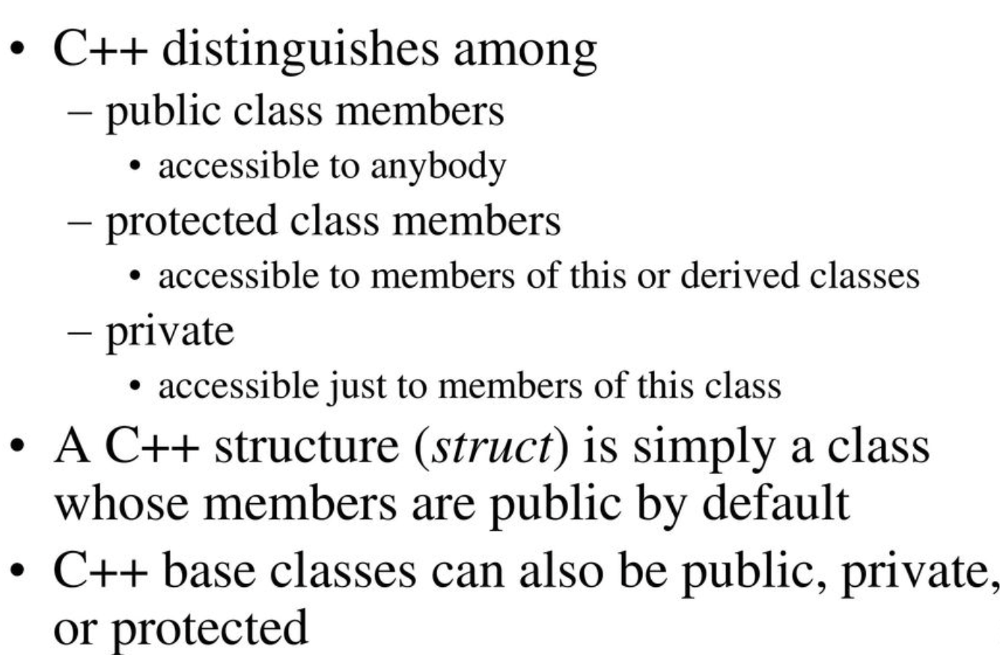 • C++ distinguishes among
– public class members
• accessible to anybody
– protected class members
• accessible to members of this or derived classes
– private
• accessible just to members of this class
• A C++ structure (struct) is simply a class
whose members are public by default
• C++ base classes can also be public, private,
or protected